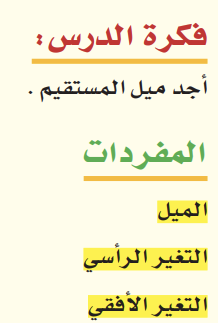 فكرة الدرس:
أجد ميل المستقيم .
المفردات
الميل
التغير الرأسي
التغير الأفقي